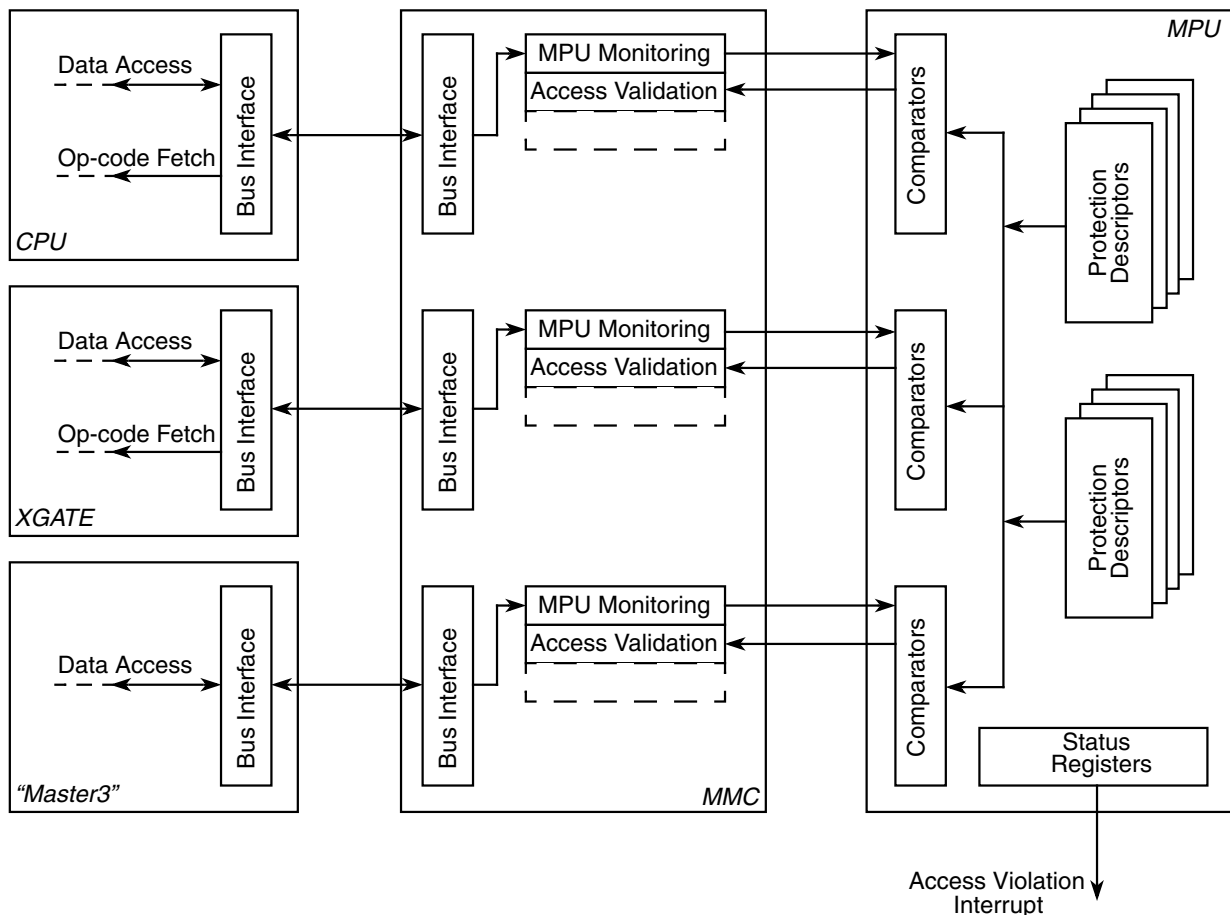 MPU
Data Access
Bus Interface
Op-code Fetch
CPU
Bus Interface
MPU Monitoring
Access Validation
Comparators
Protection
Descriptors
Data Access
Bus Interface
Op-code Fetch
XGATE
Bus Interface
MPU Monitoring
Access Validation
Comparators
Protection
Descriptors
Data Access
Bus Interface
“Master3”
Bus Interface
MPU Monitoring
Access Validation
MMC
Comparators
Status
Registers
Access Violation
Interrupt